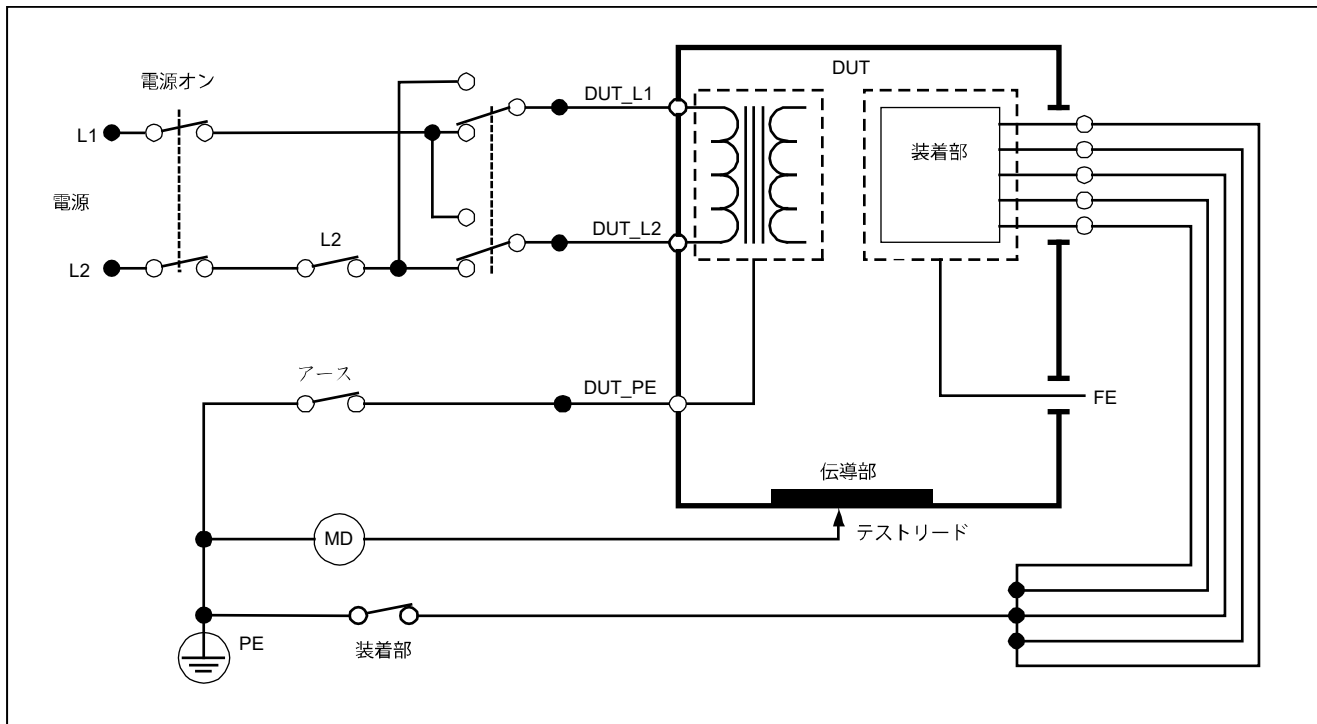 電源オン
DUT
DUT_L1
L1
装着部
電源
DUT_L2
L2
L2
アース
DUT_PE
FE
伝導部
テストリード
MD
PE
装着部